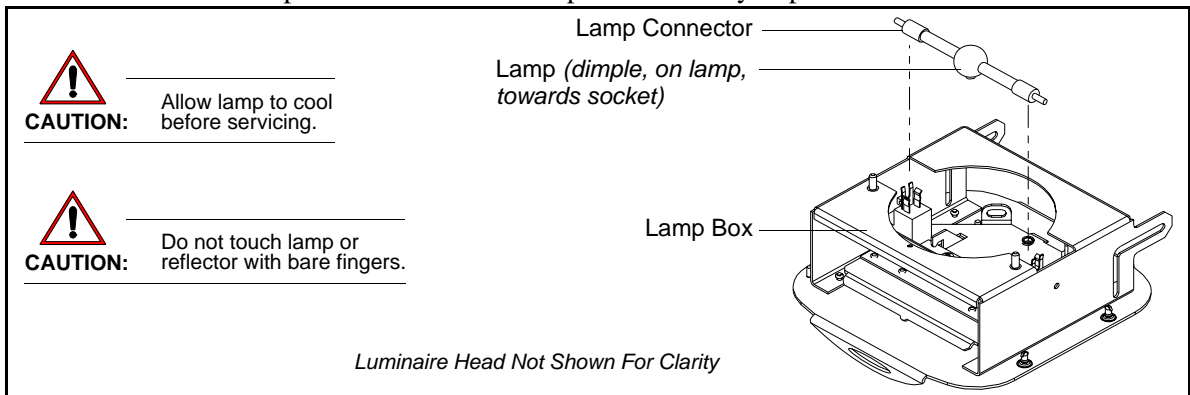 Lamp Connector
Lamp (dimple, on lamp,
towards socket)
CAUTION:
Allow lamp to cool
before servicing.
CAUTION:
Do not touch lamp or
reflector with bare fingers.
Lamp Box
Luminaire Head Not Shown For Clarity